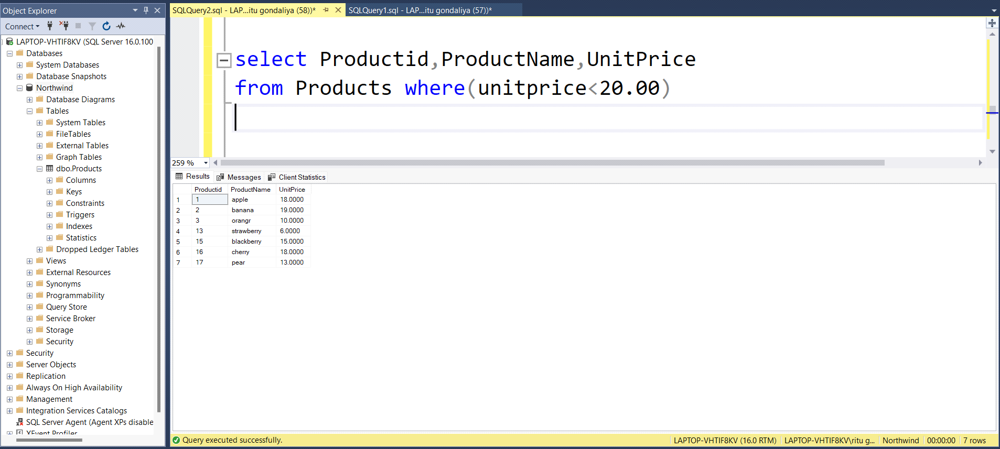 Object Explorer
Connect
LAPTOP-VHTIF8KV (SQL Server 16.0.100
Databases
System Databases
Database Snapshots
Northwind
Database Diagrams
Tables
System Tables
FileTables
External Tables
Graph Tables
dbo.Products
Columns
Keys
Constraints
Triggers
Indexes
Statistics
Dropped Ledger Tables
Views
External Resources
Synonyms
Programmability
Query Store
Service Broker
Storage
Security
Security
Server Objects
Replication
Always On High Availability
Management
Integration Services Catalogs
SQL Server Agent (Agent XPs disable
XEvent Profiler
SQLQuery2.sql - LAP...itu gondaliya (58))* SQLQuery1.sql - LAP...itu gondaliya (57))*
select Productid,ProductName,UnitPrice
from Products where(unitprice<20.00)
259 %
Results Messages Client Statistics
Productid ProductName UnitPrice
1 1 apple 18.0000
2 2 banana 19.0000
3 3 orangr 10.0000
4 13 strawberry 6.0000
5 15 blackberry 15.0000
6 16 cherry 18.0000
7 17 pear 13.0000
Query executed successfully. LAPTOP-VHTIF8KV (16.0 RTM) LAPTOP-VHTIF8KV\ritu g... Northwind 00:00:00 7 rows